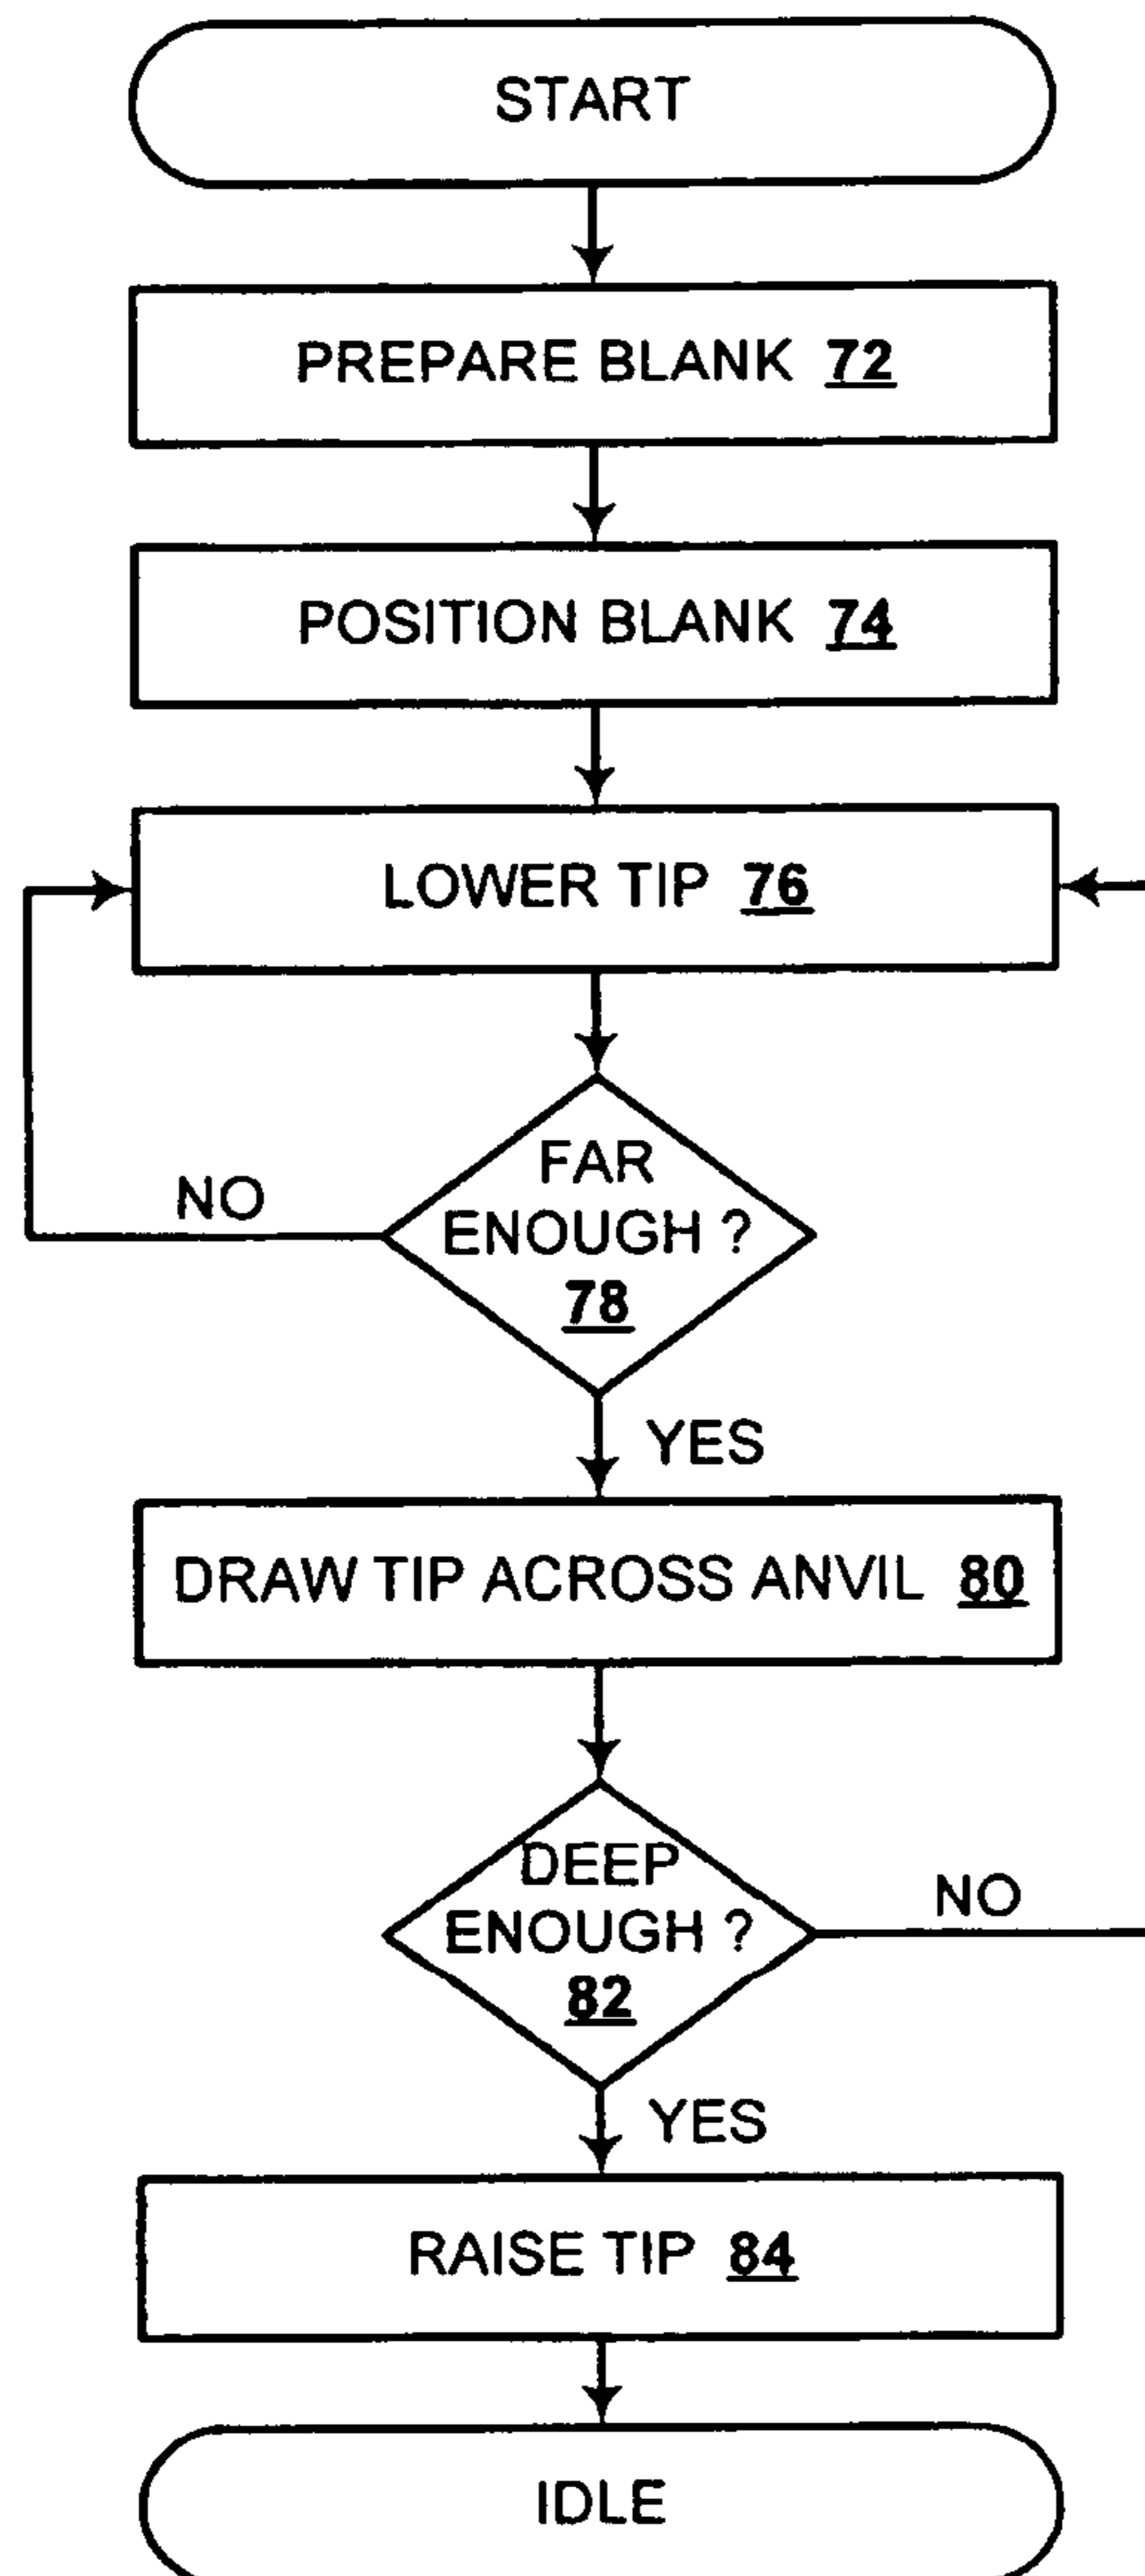 START
PREPARE BLANK 72
POSITION BLANK 74
LOWER TIP 76
FAR
ENOUGH ?
78
NO
YES
DRAW TIP ACROSS ANVIL 80
DEEP
ENOUGH ?
82
NO
YES
RAISE TIP 84
IDLE